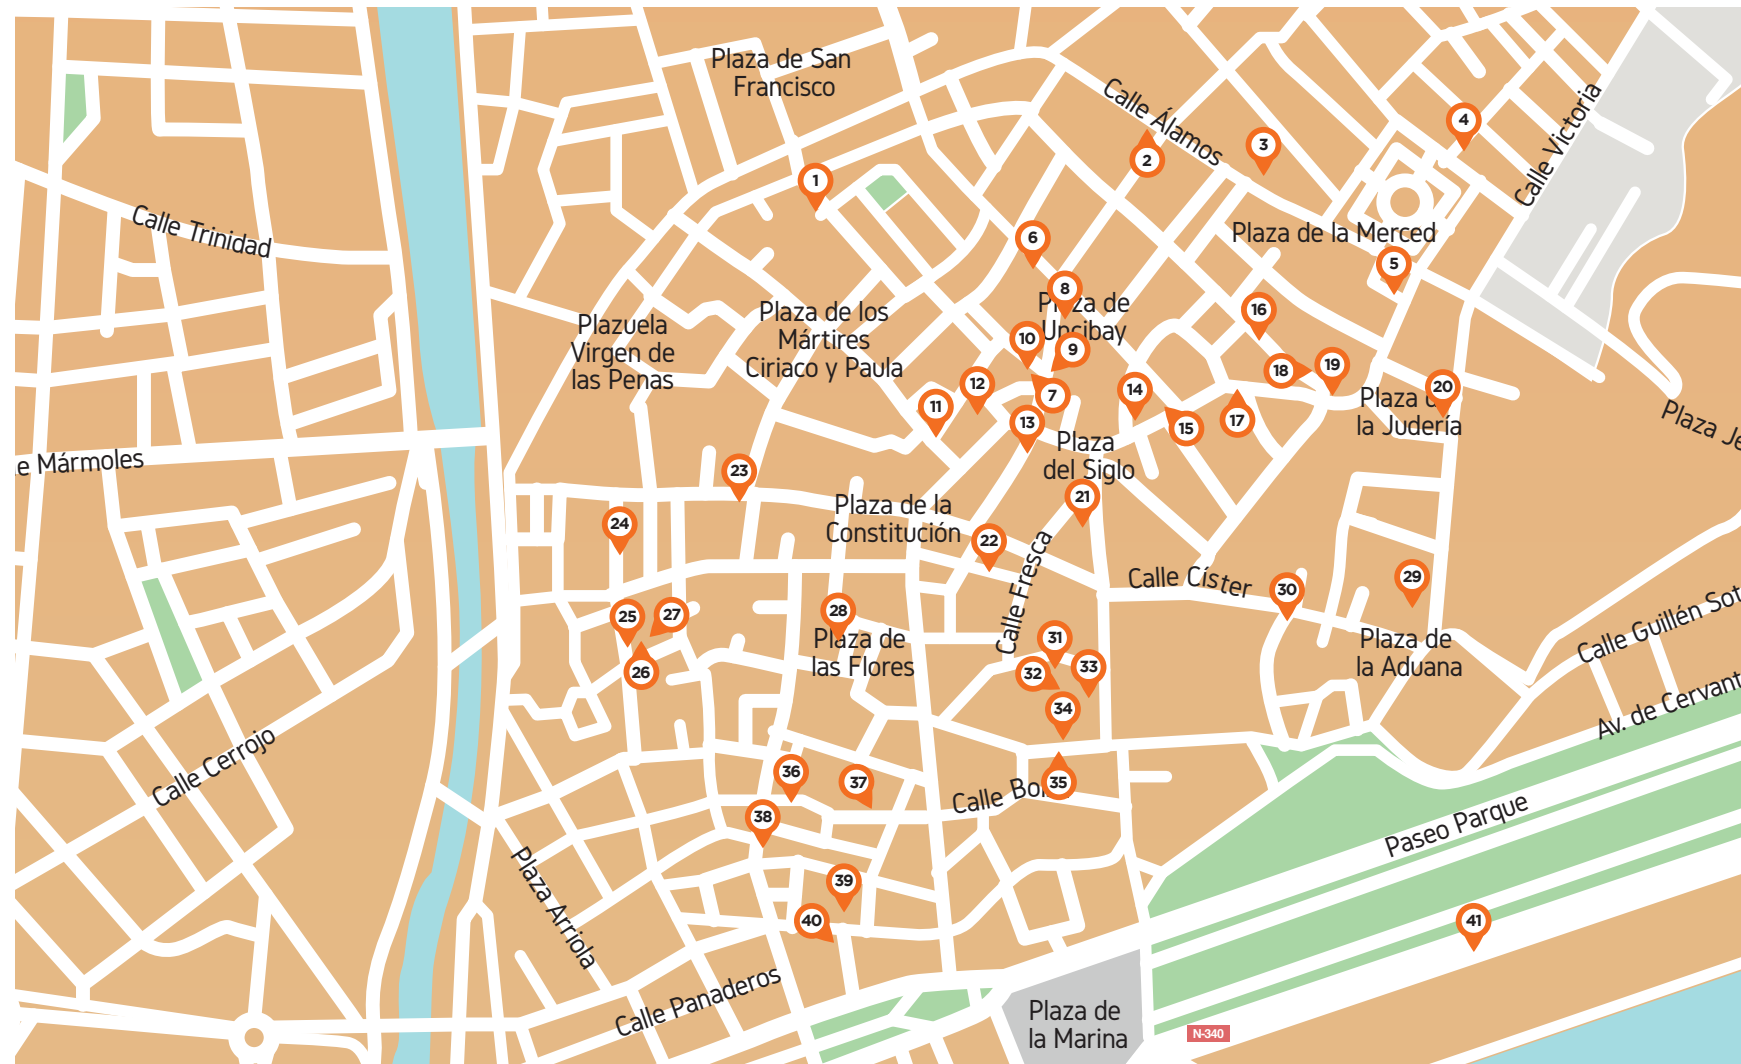 Plaza de San
Francisco
Calle Álamos
Calle Victoria
4
3
2
1
Calle Trinidad
Plaza de la Merced
6
5
8
Plaza de
Uncibay
16
Plazuela
Virgen de
las Penas
Plaza de los
Mártires
Ciriaco y Paula
10
9
18
19
12
7
14
20
11
13
15
17
Plaza de
la Judería
Plaza Je
e Mármoles
Plaza
del Siglo
23
21
24
Plaza de la
Constitución
22
Calle Fresca
Calle Císter
29
30
25
27
28
Calle Guillén Sot
26
Plaza de
las Flores
31
32
33
34
Plaza de
la Aduana
Av. de Cervant
Calle Cerrojo
36
37
35
Calle Bol
38
Paseo Parque
Plaza Arriola
39
40
41
Calle Panaderos
Plaza de
la Marina
N-340